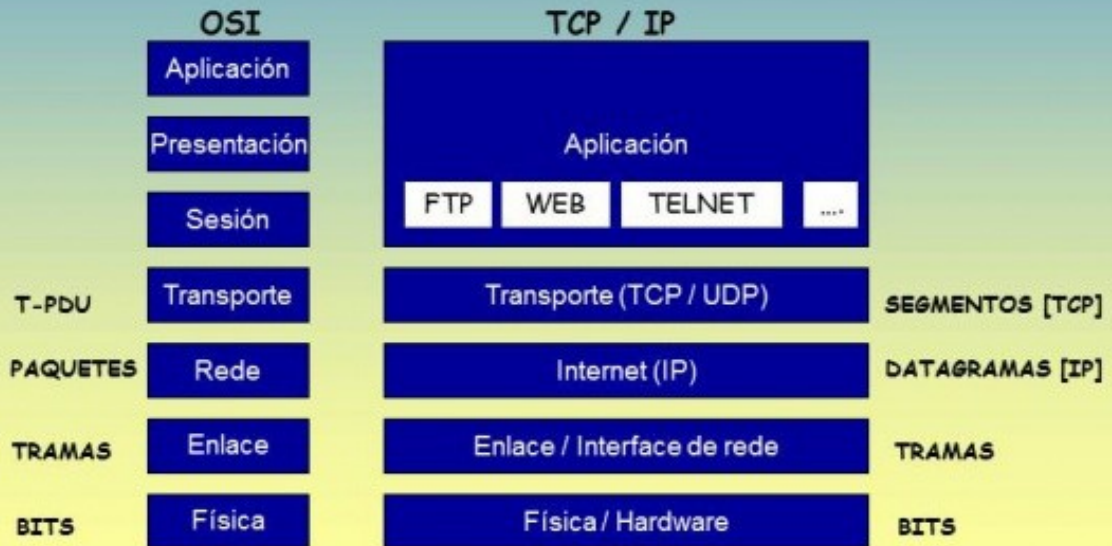 OSI TCP / IP
Aplicación
Presentación
Sesión
Aplicación
FTP WEB TELNET ....
T-PDU Transporte Transporte (TCP / UDP) SEGMENTOS [TCP]
PAQUETES Rede Internet (IP) DATAGRAMAS [IP]
TRAMAS Enlace Enlace / Interface de rede TRAMAS
BITS Física Física / Hardware BITS